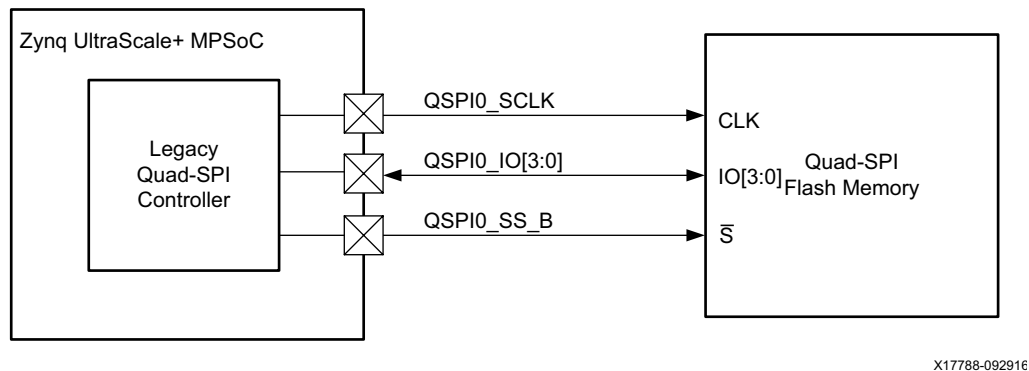 Zynq UltraScale+ MPSoC
Legacy
Quad-SPI
Controller
QSPI0_SCLK
QSPI0_IO[3:0]
QSPI0_SS_B
CLK
IO[3:0]
S̅
Quad-SPI
Flash Memory
X17788-092916